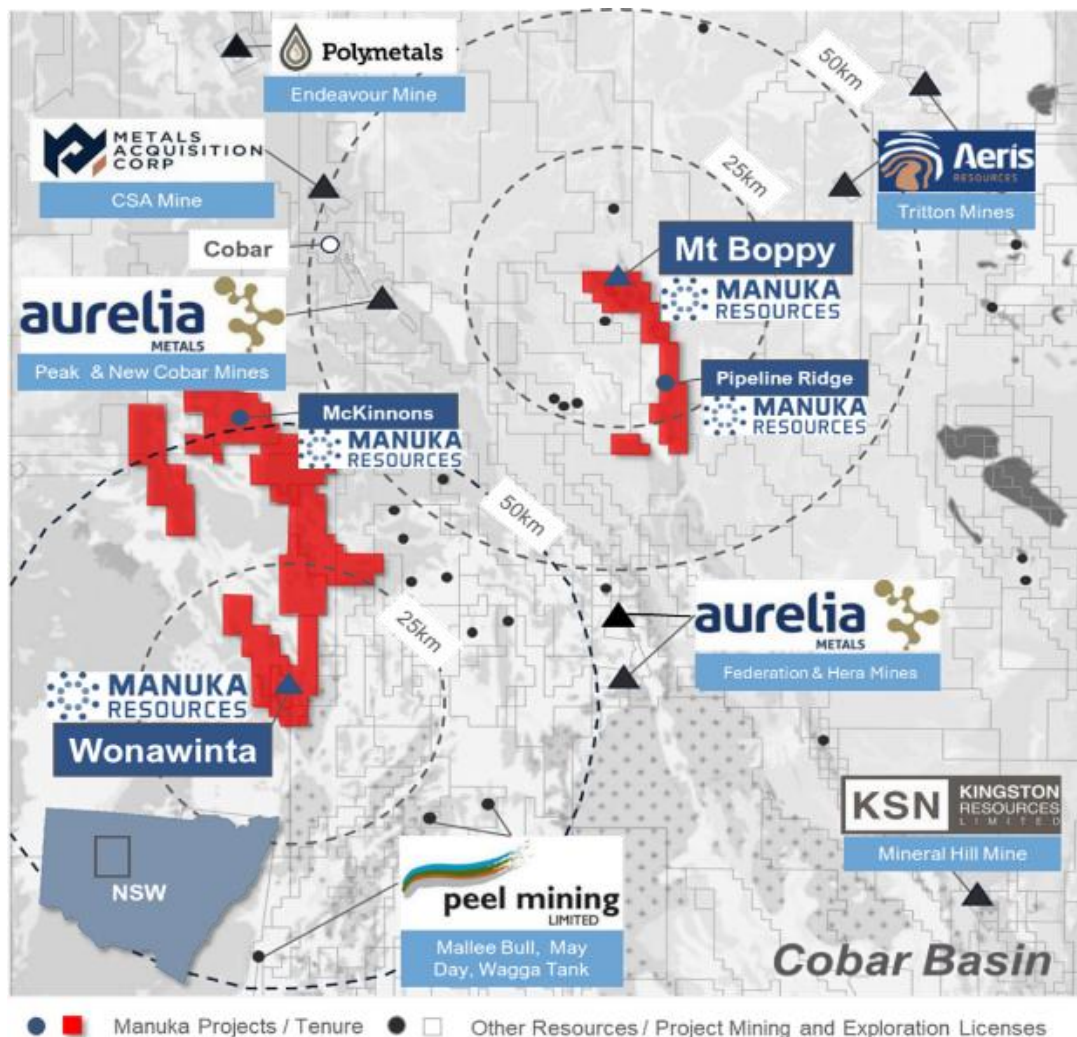 Polymetals
Endeavour Mine
50km
METALS
ACQUISITION
CORP
CSA Mine
25km
Aeris
RESOURCES
Tritton Mines
Cobar
Mt Boppy
MANUKA
RESOURCES
aurelia
METALS
Peak & New Cobar Mines
Pipeline Ridge
MANUKA
RESOURCES
McKinnons
MANUKA
RESOURCES
50km
25km
aurelia
METALS
Federation & Hera Mines
MANUKA
RESOURCES
Wonawinta
KSN
KINGSTON
RESOURCES
LIMITED
Mineral Hill Mine
NSW
peel mining
LIMITED
Mallee Bull, May
Day, Wagga Tank
Cobar Basin
Manuka Projects / Tenure
Other Resources / Project Mining and Exploration Licenses